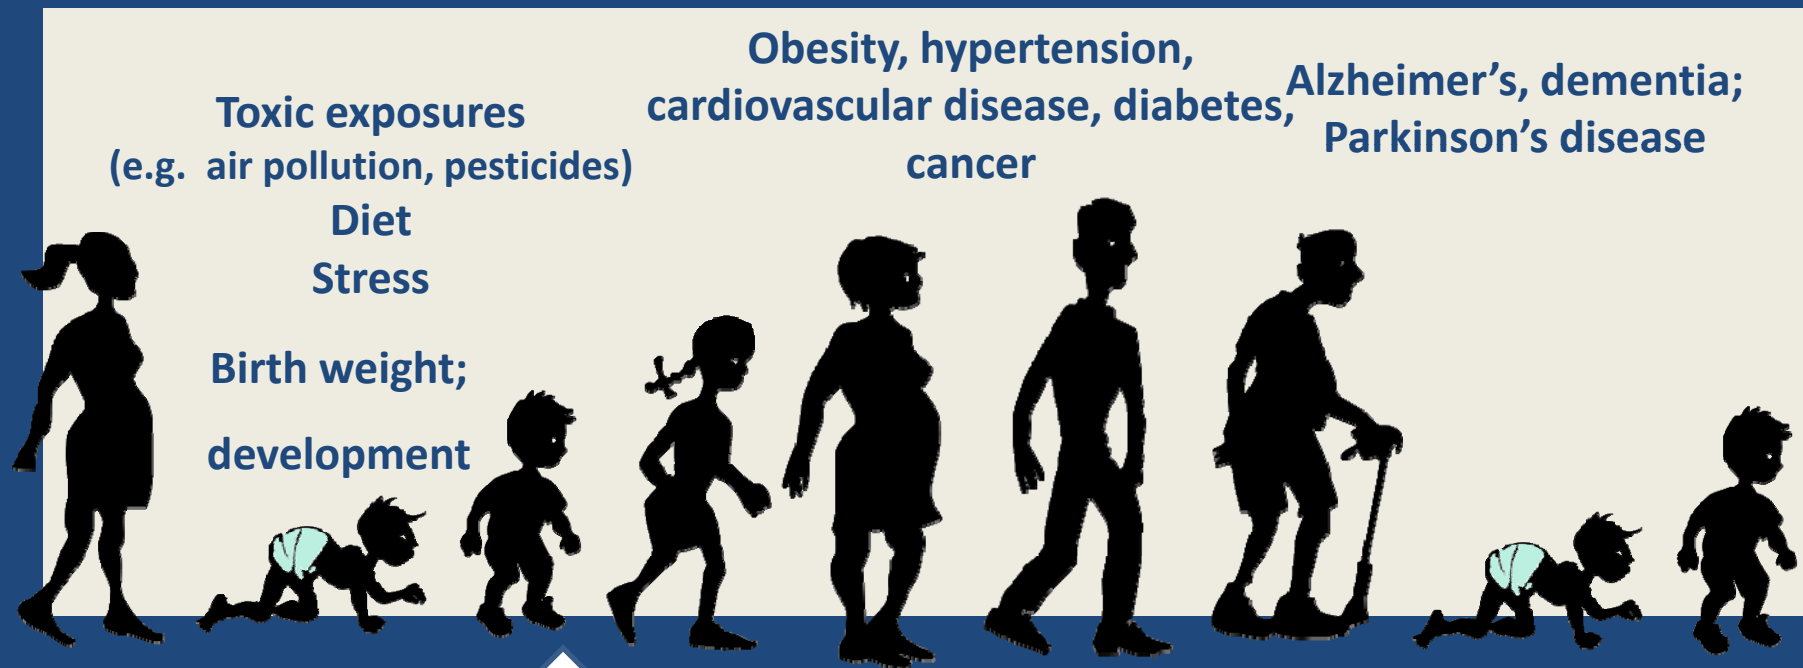 Toxic exposures
(e.g.  air pollution, pesticides)
Diet
Stress
Birth weight;
development
Obesity, hypertension,
cardiovascular disease, diabetes,
cancer
Alzheimer’s, dementia;
Parkinson’s disease